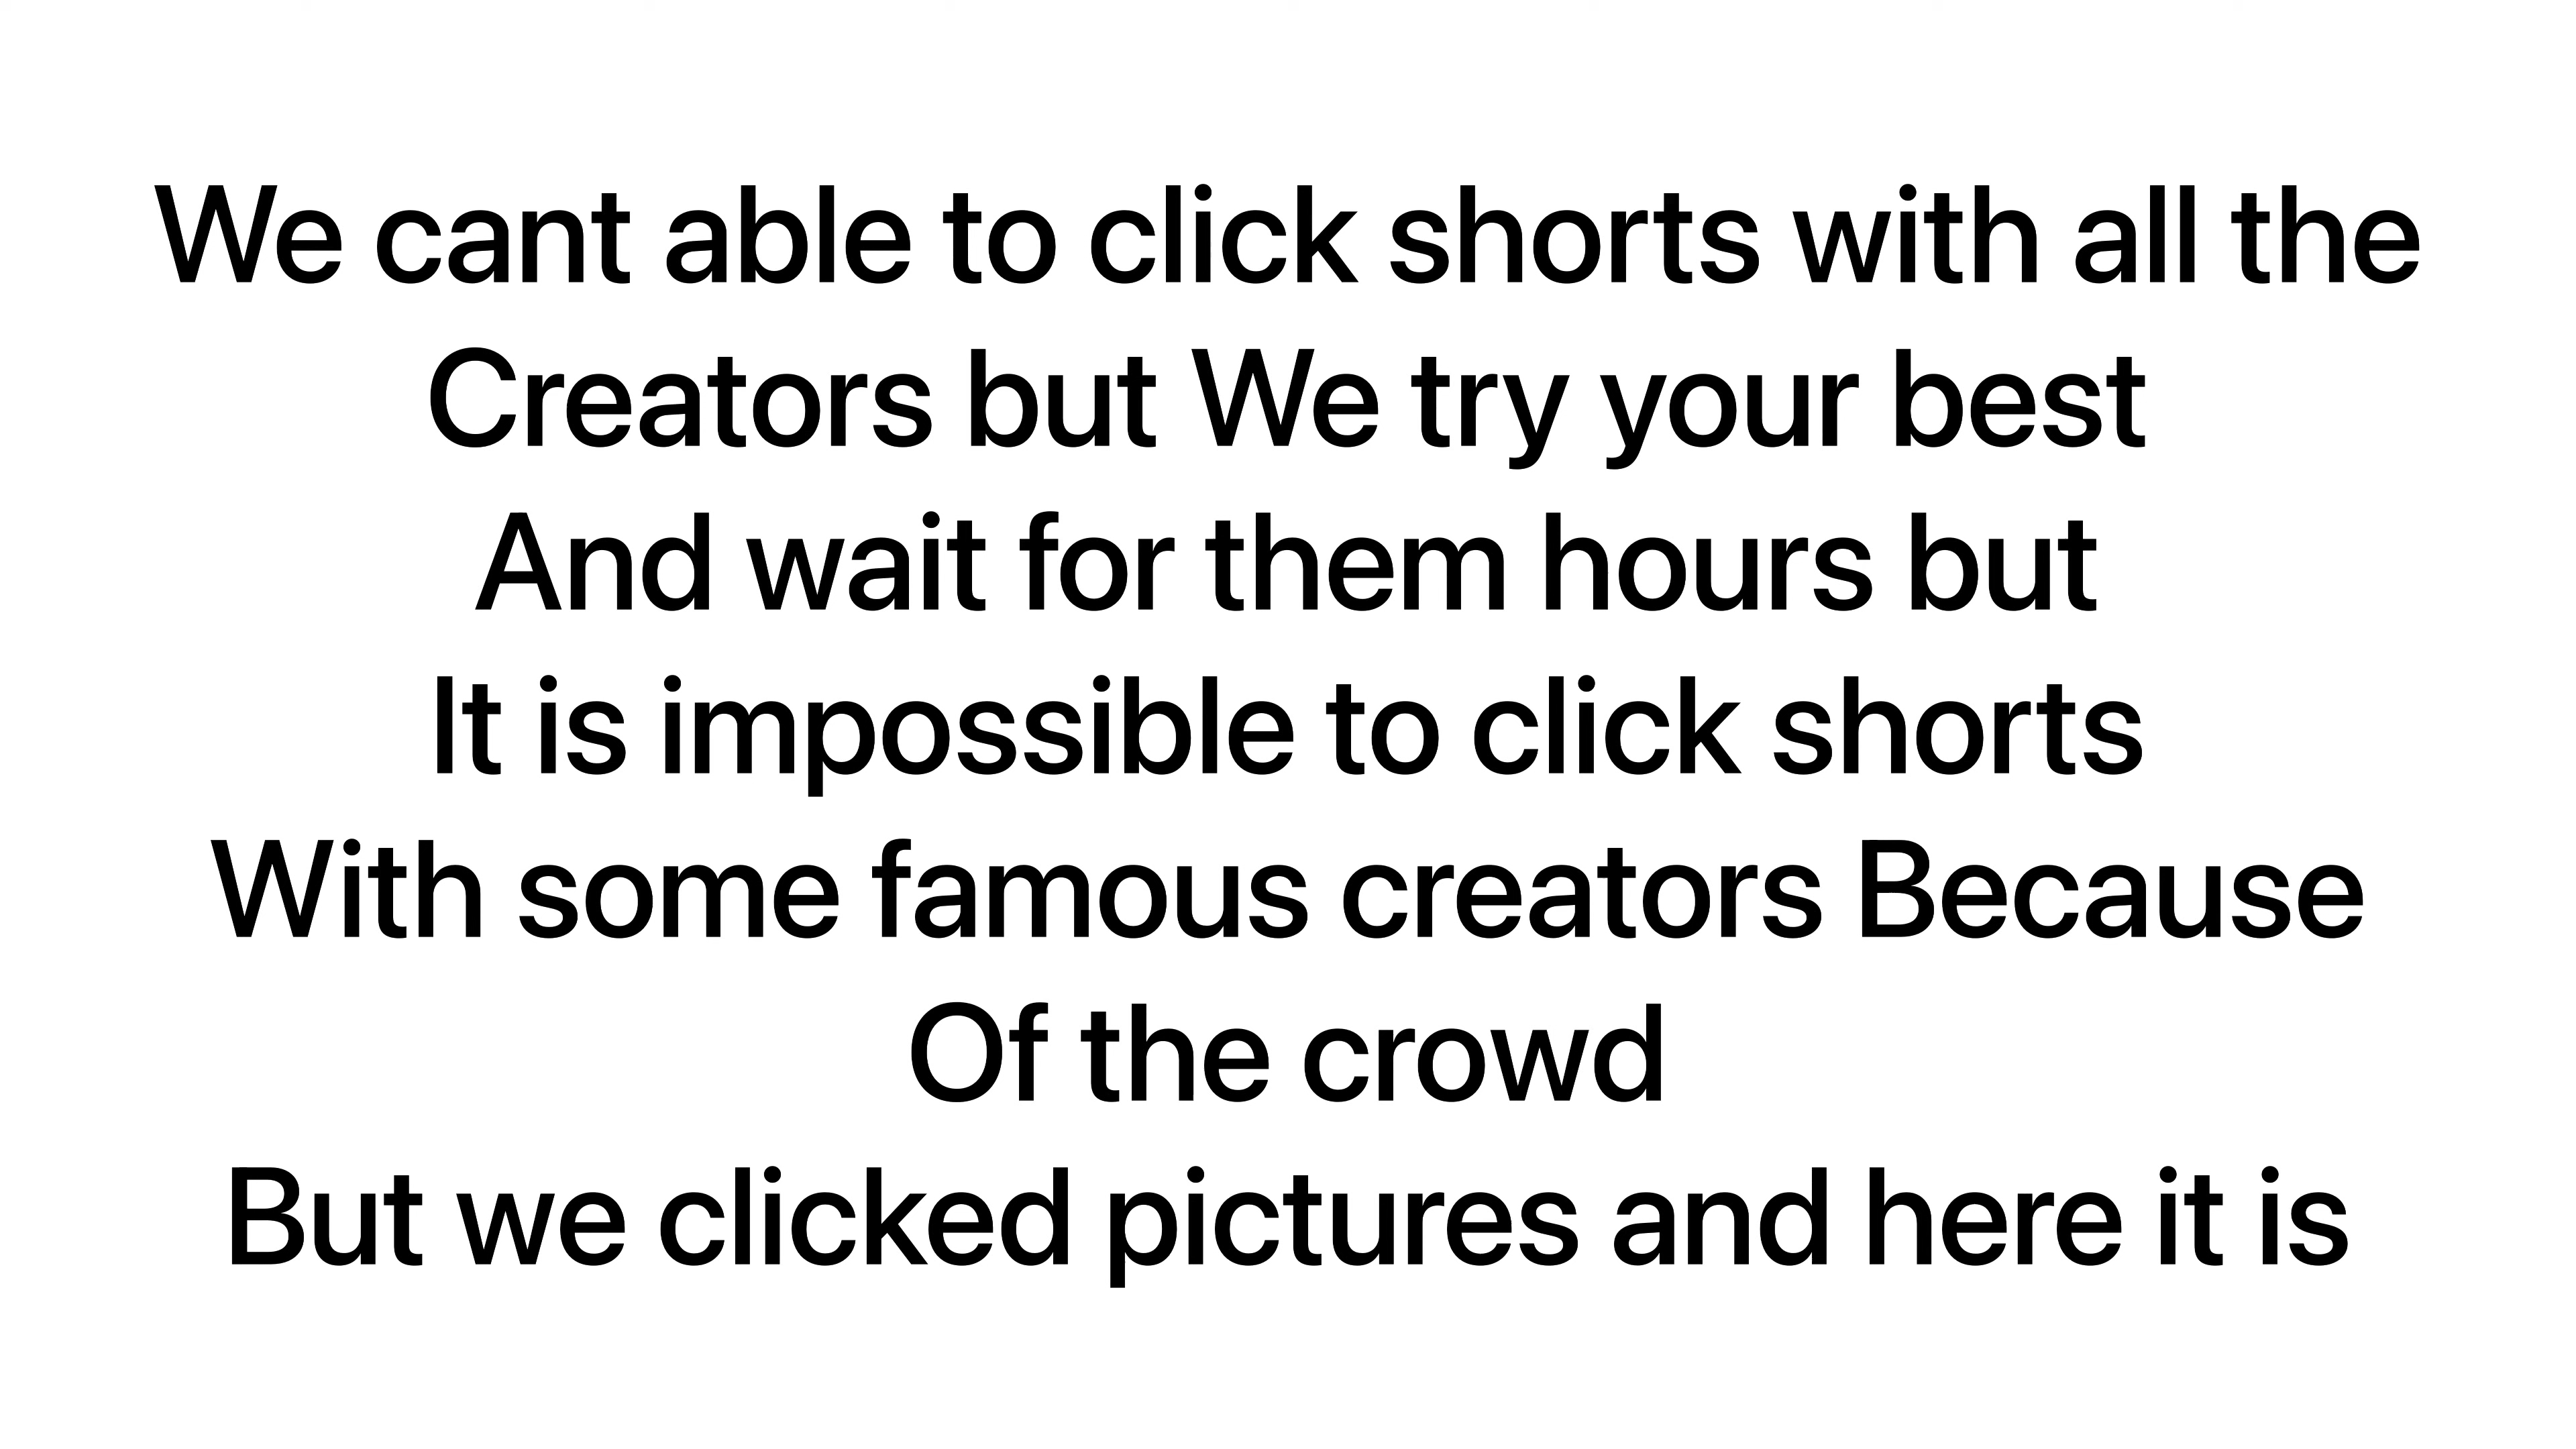 We cant able to click shorts with all the
Creators but We try your best
And wait for them hours but
It is impossible to click shorts
With some famous creators Because
Of the crowd
But we clicked pictures and here it is